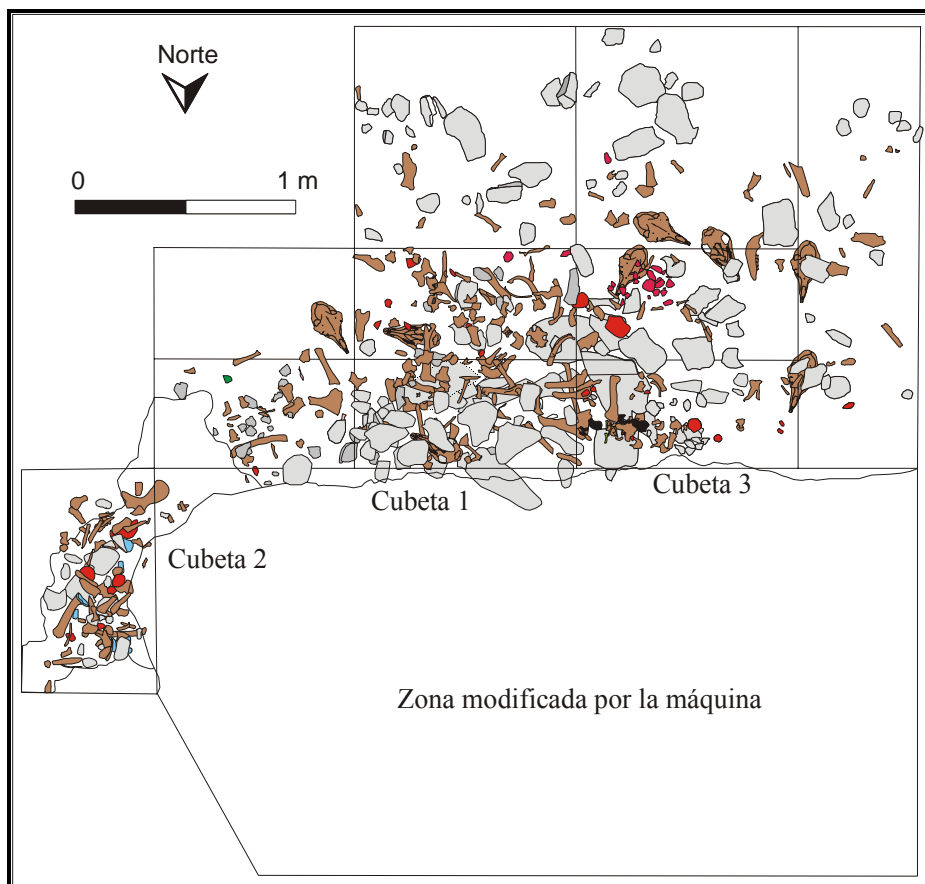 Norte
0 1 m
Cubeta 1
Cubeta 3
Cubeta 2
Zona modificada por la máquina